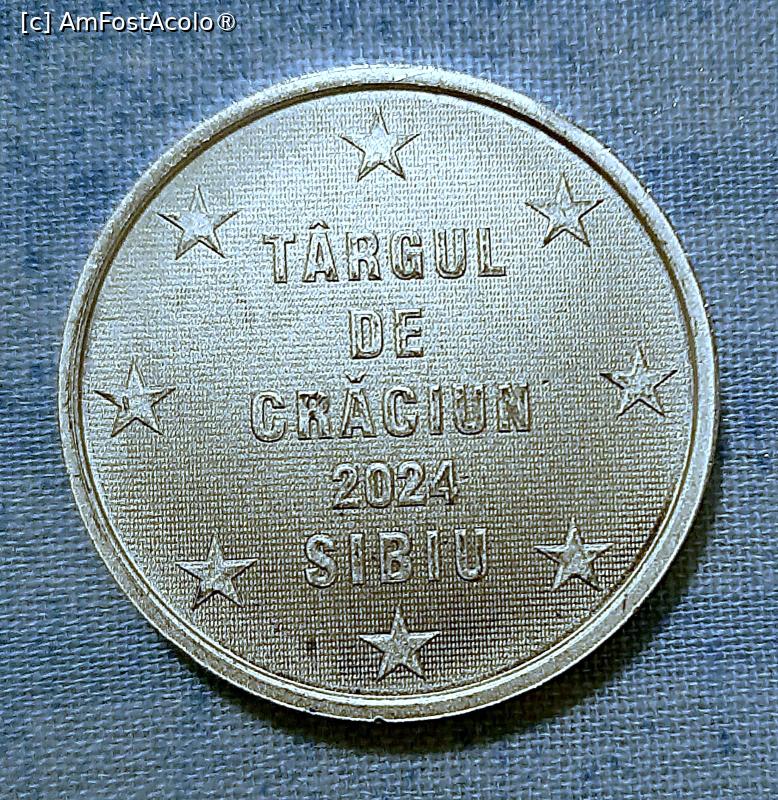 [c] AmFostAcolo®
TÂRGUL
DE
CRĂCIUN
2024
SIBIU